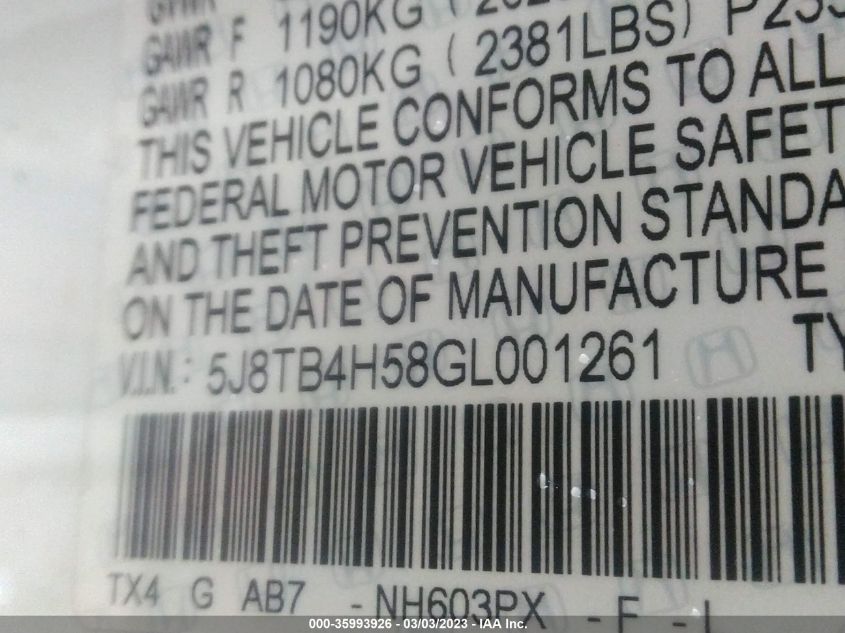 GAWR F 1190KG
GAWR R 1080KG ( 2381LBS)
THIS VEHICLE CONFORMS TO ALL
FEDERAL MOTOR VEHICLE SAFET
AND THEFT PREVENTION STANDA
ON THE DATE OF MANUFACTURE
V.I.N.: 5J8TB4H58GL001261 TY
TX4 G AB7 - NH603PX - F - I
000-35993926 - 03/03/2023 - IAA Inc.